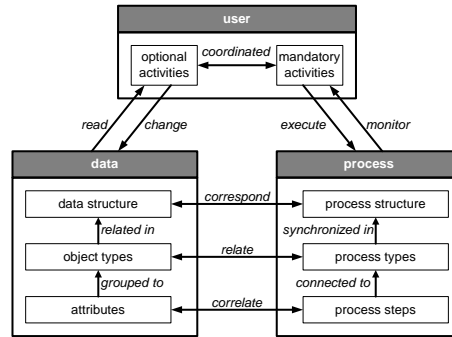 user
optional
activities
coordinated
mandatory
activities
read
change
execute
monitor
data
process
data structure
correspond
process structure
related in
synchronized in
object types
relate
process types
grouped to
connected to
attributes
correlate
process steps